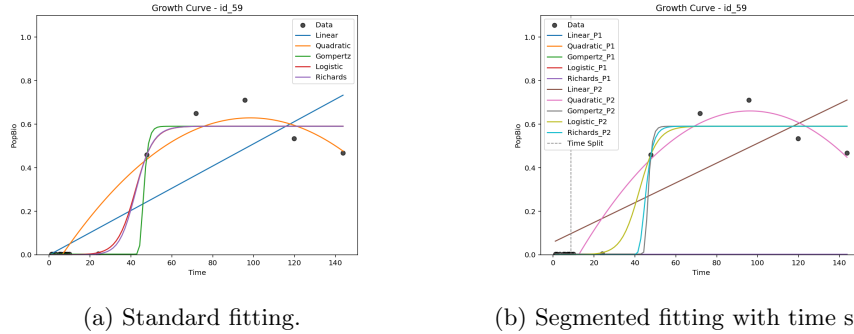 Growth Curve - id_59
PopBio
1.0
0.8
0.6
0.4
0.2
0.0
Data
Linear
Quadratic
Gompertz
Logistic
Richards
0 20 40 60 80 100 120 140
Time
(a) Standard fitting.
Growth Curve - id_59
PopBio
1.0
0.8
0.6
0.4
0.2
0.0
Data
Linear_P1
Quadratic_P1
Gompertz_P1
Logistic_P1
Richards_P1
Linear_P2
Quadratic_P2
Gompertz_P2
Logistic_P2
Richards_P2
Time Split
0 20 40 60 80 100 120 140
Time
(b) Segmented fitting with time s